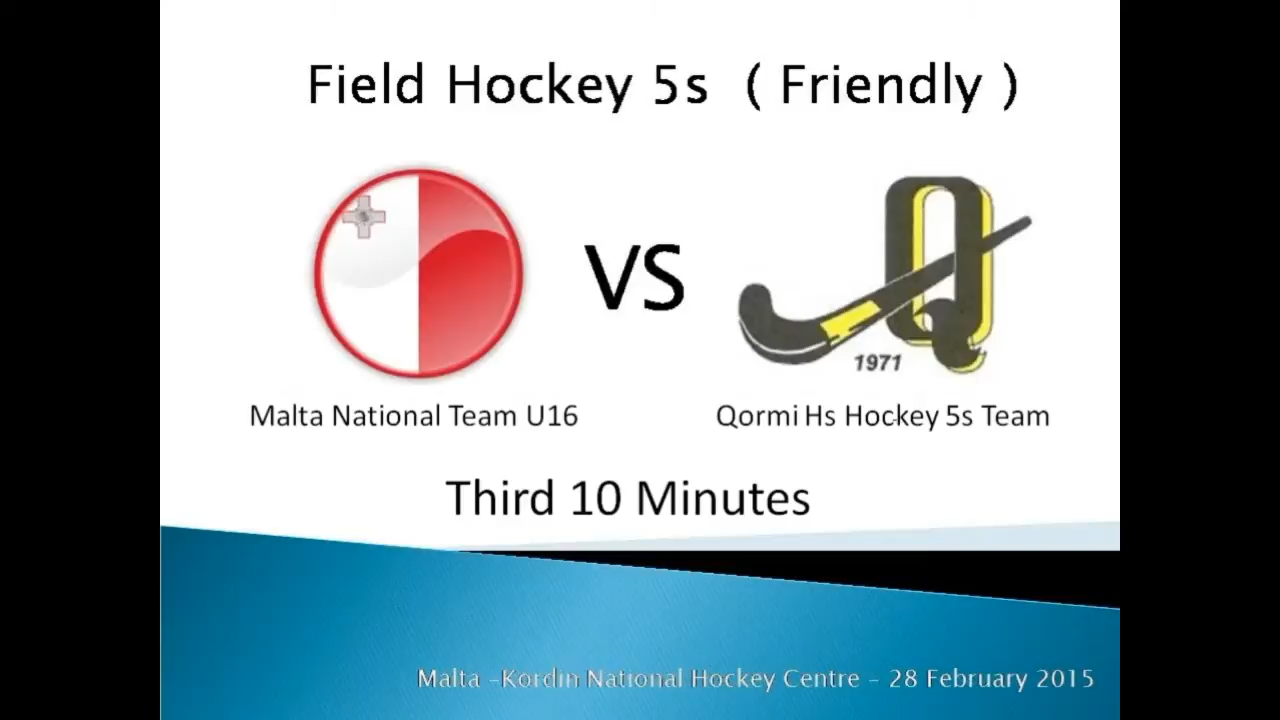 Field Hockey 5s ( Friendly )
VS
1971
Malta National Team U16
Qormi Hs Hockey 5s Team
Third 10 Minutes
Malta -Kordin National Hockey Centre - 28 February 2015